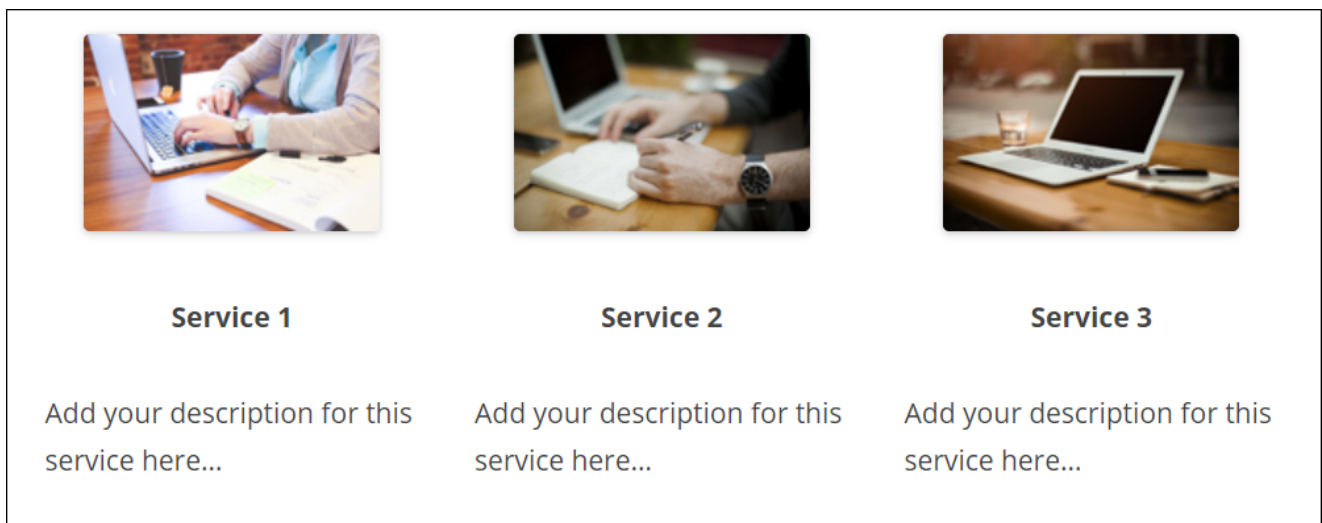 Service 1
Add your description for this
service here...
Service 2
Add your description for this
service here...
Service 3
Add your description for this
service here...